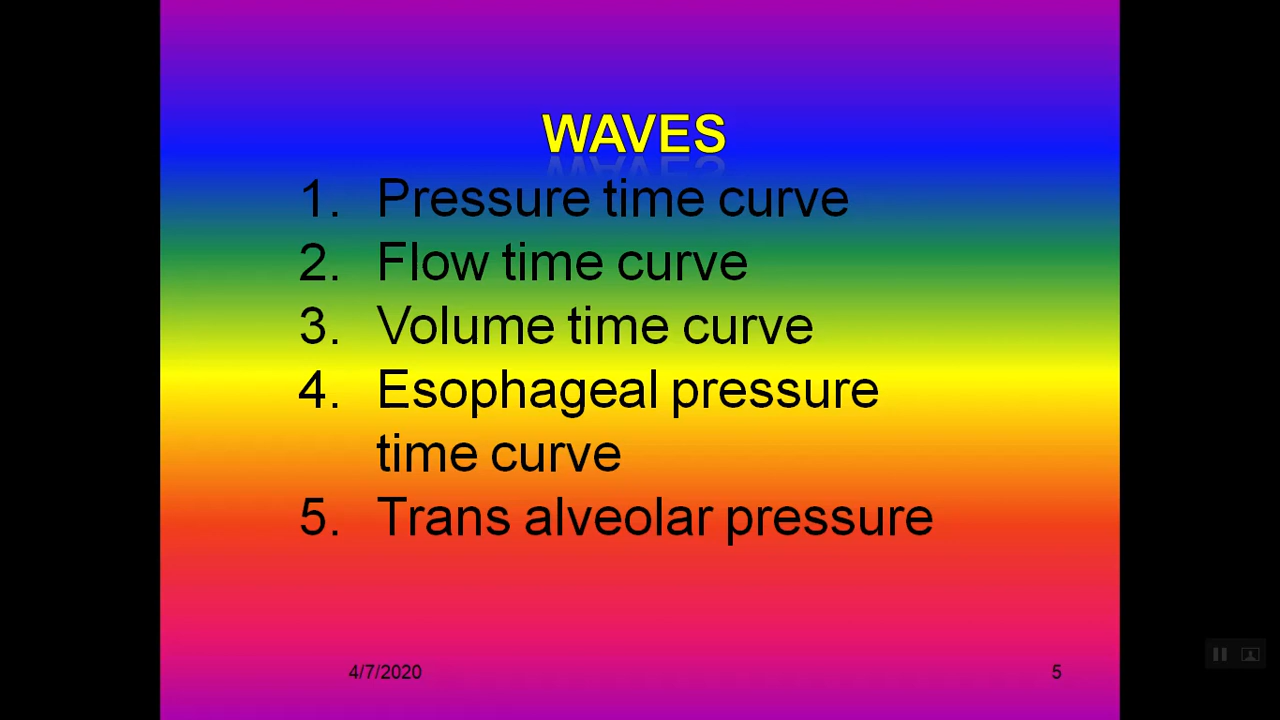 WAVES
1. Pressure time curve
2. Flow time curve
3. Volume time curve
4. Esophageal pressure
time curve
5. Trans alveolar pressure
4/7/2020 5